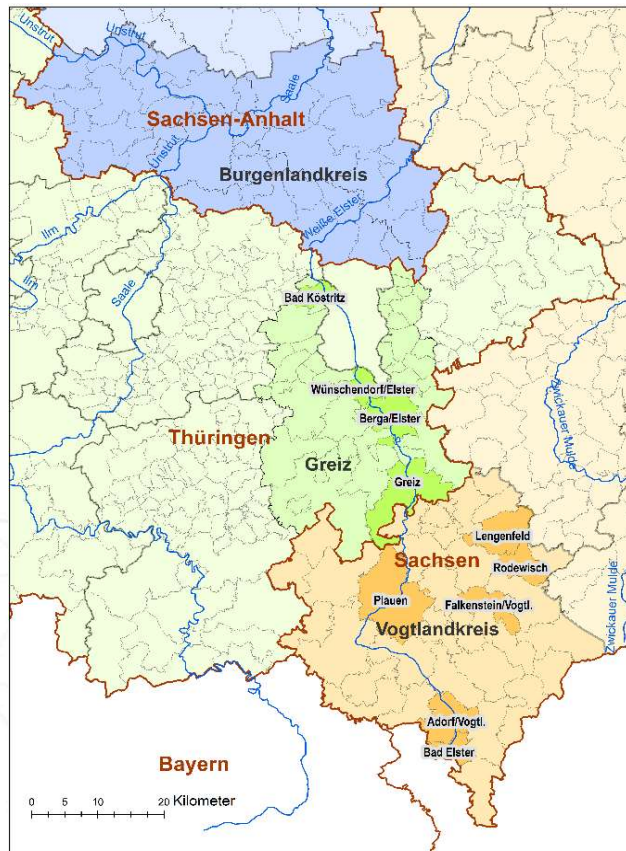 Unstrut
Unstrut
Saale
Sachsen-Anhalt
Unstrut
Burgenlandkreis
Weiße Elster
Ilm
Ilm
Saale
Bad Köstritz
Wünschendorf/Elster
Berga/Elster
Zwickauer Mulde
Thüringen
Greiz
Greiz
Lengenfeld
Sachsen
Rodewisch
Plauen
Falkenstein/Vogtl.
Vogtlandkreis
Zwickauer Mulde
Adorf/Vogtl.
Bad Elster
Bayern
0 5 10 20 Kilometer